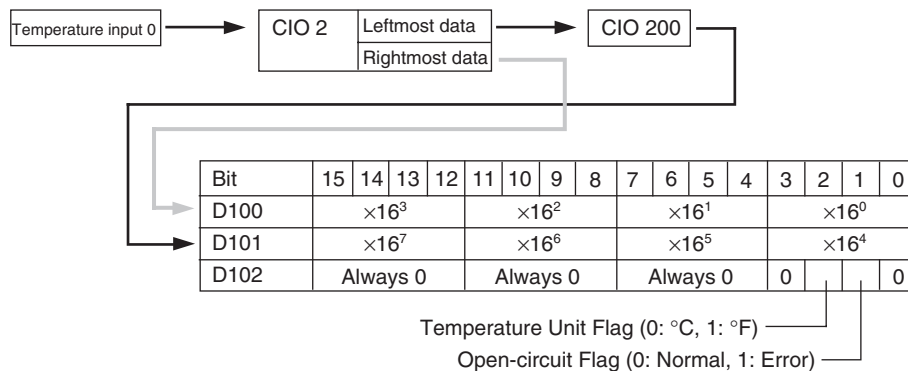 Temperature input 0
CIO 2
Leftmost data
Rightmost data
CIO 200
Bit 15 14 13 12 11 10 9 8 7 6 5 4 3 2 1 0
D100 ×16³ ×16² ×16¹ ×16⁰
D101 ×16⁷ ×16⁶ ×16⁵ ×16⁴
D102 Always 0 Always 0 Always 0 0 0
Temperature Unit Flag (0: °C, 1: °F)
Open-circuit Flag (0: Normal, 1: Error)